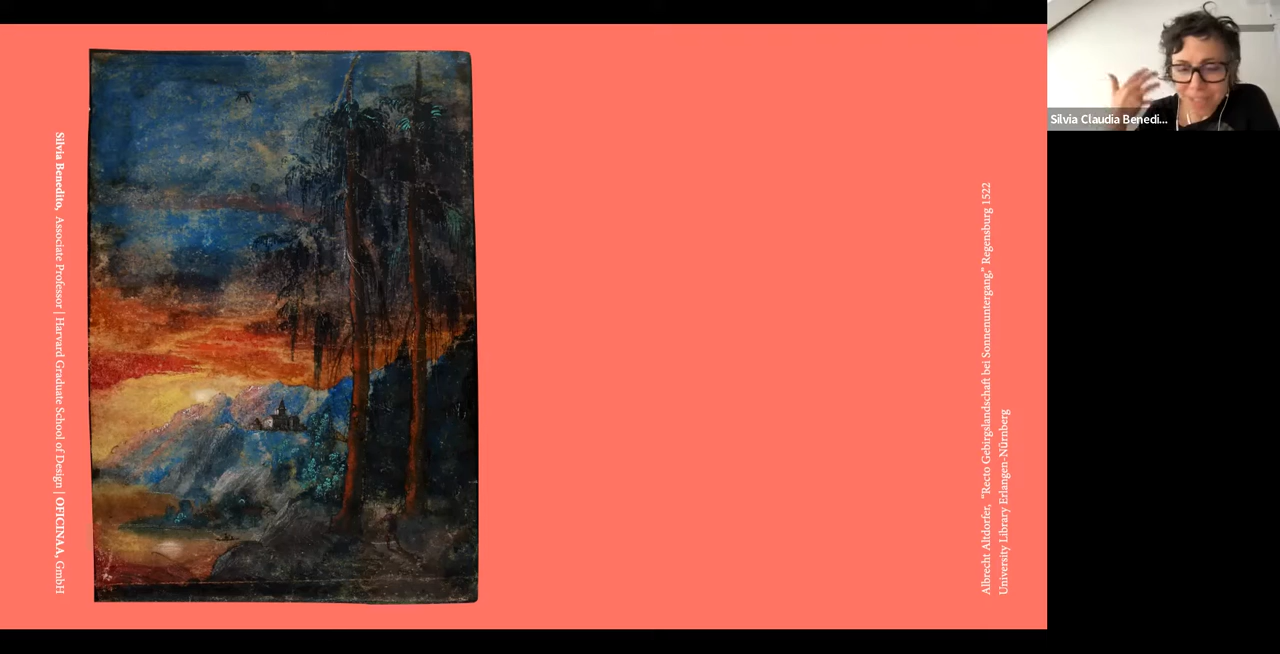 Silvia Benedito, Associate Professor | Harvard Graduate School of Design | OFICINAA, GmbH
Albrecht Altdorfer, “Recto Gebirgslandschaft bei Sonnenuntergang,” Regensburg 1522
University Library Erlangen-Nürnberg
Silvia Claudia Benedi...